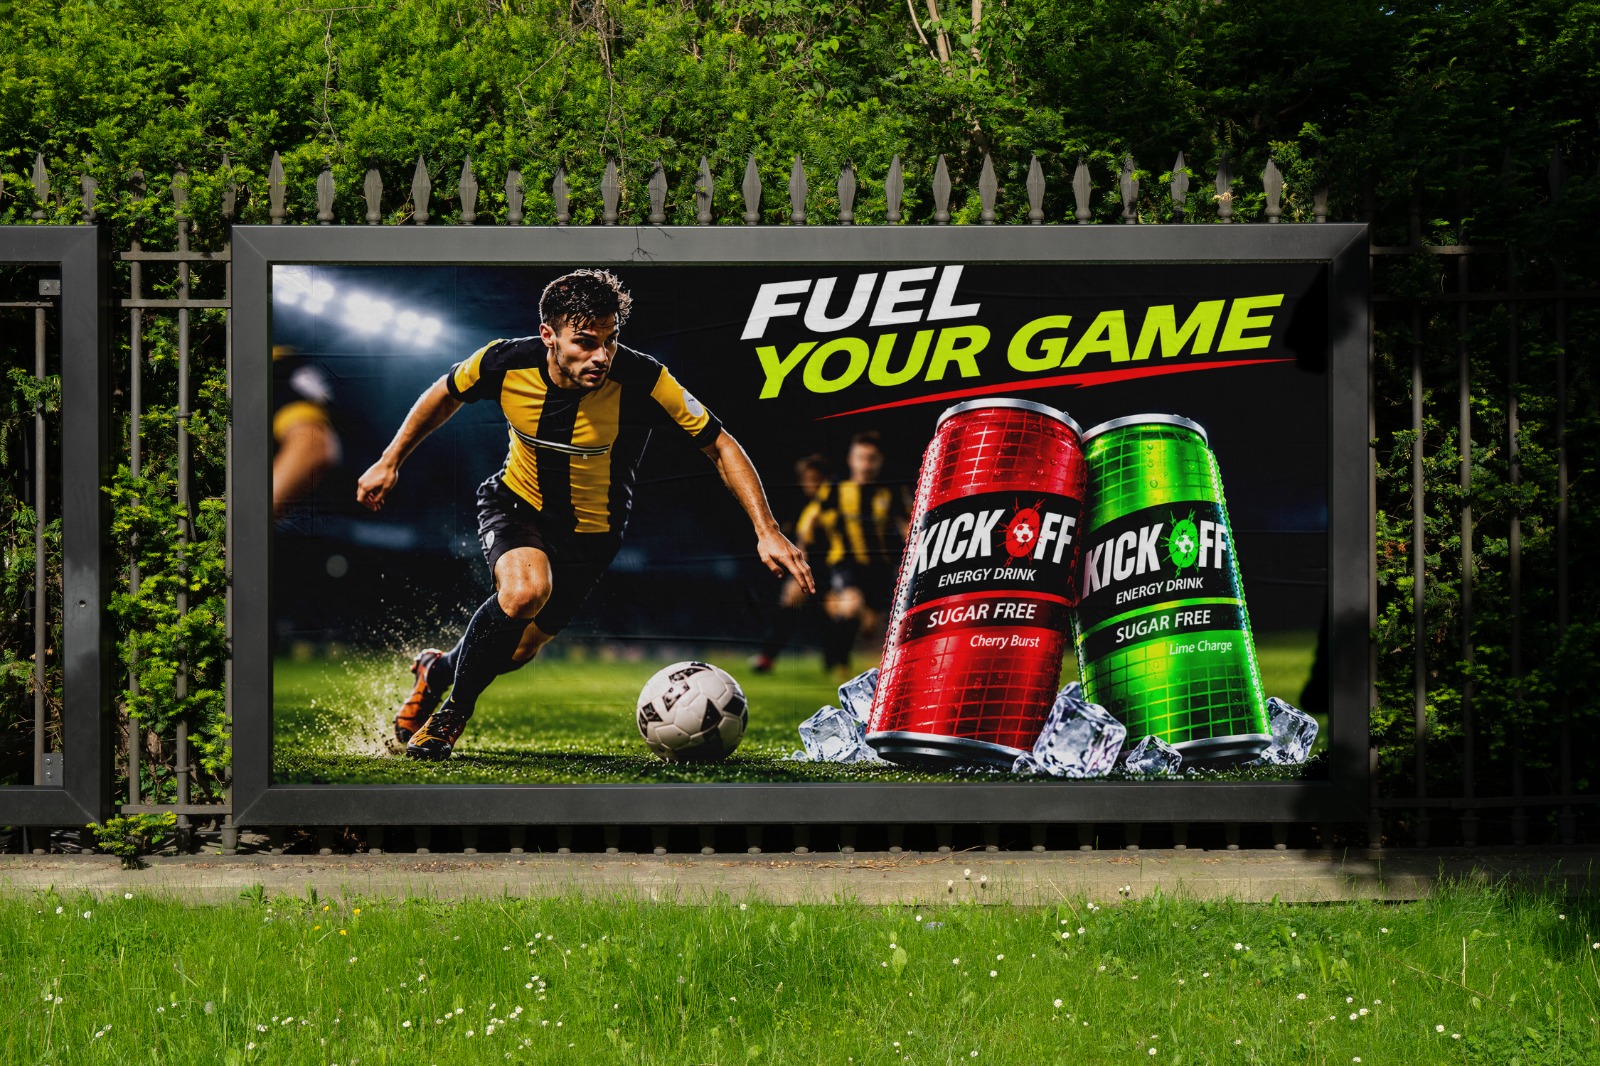 FUEL
YOUR GAME
KICK OFF
ENERGY DRINK
SUGAR FREE
Cherry Burst
KICK OFF
ENERGY DRINK
SUGAR FREE
Lime Charge